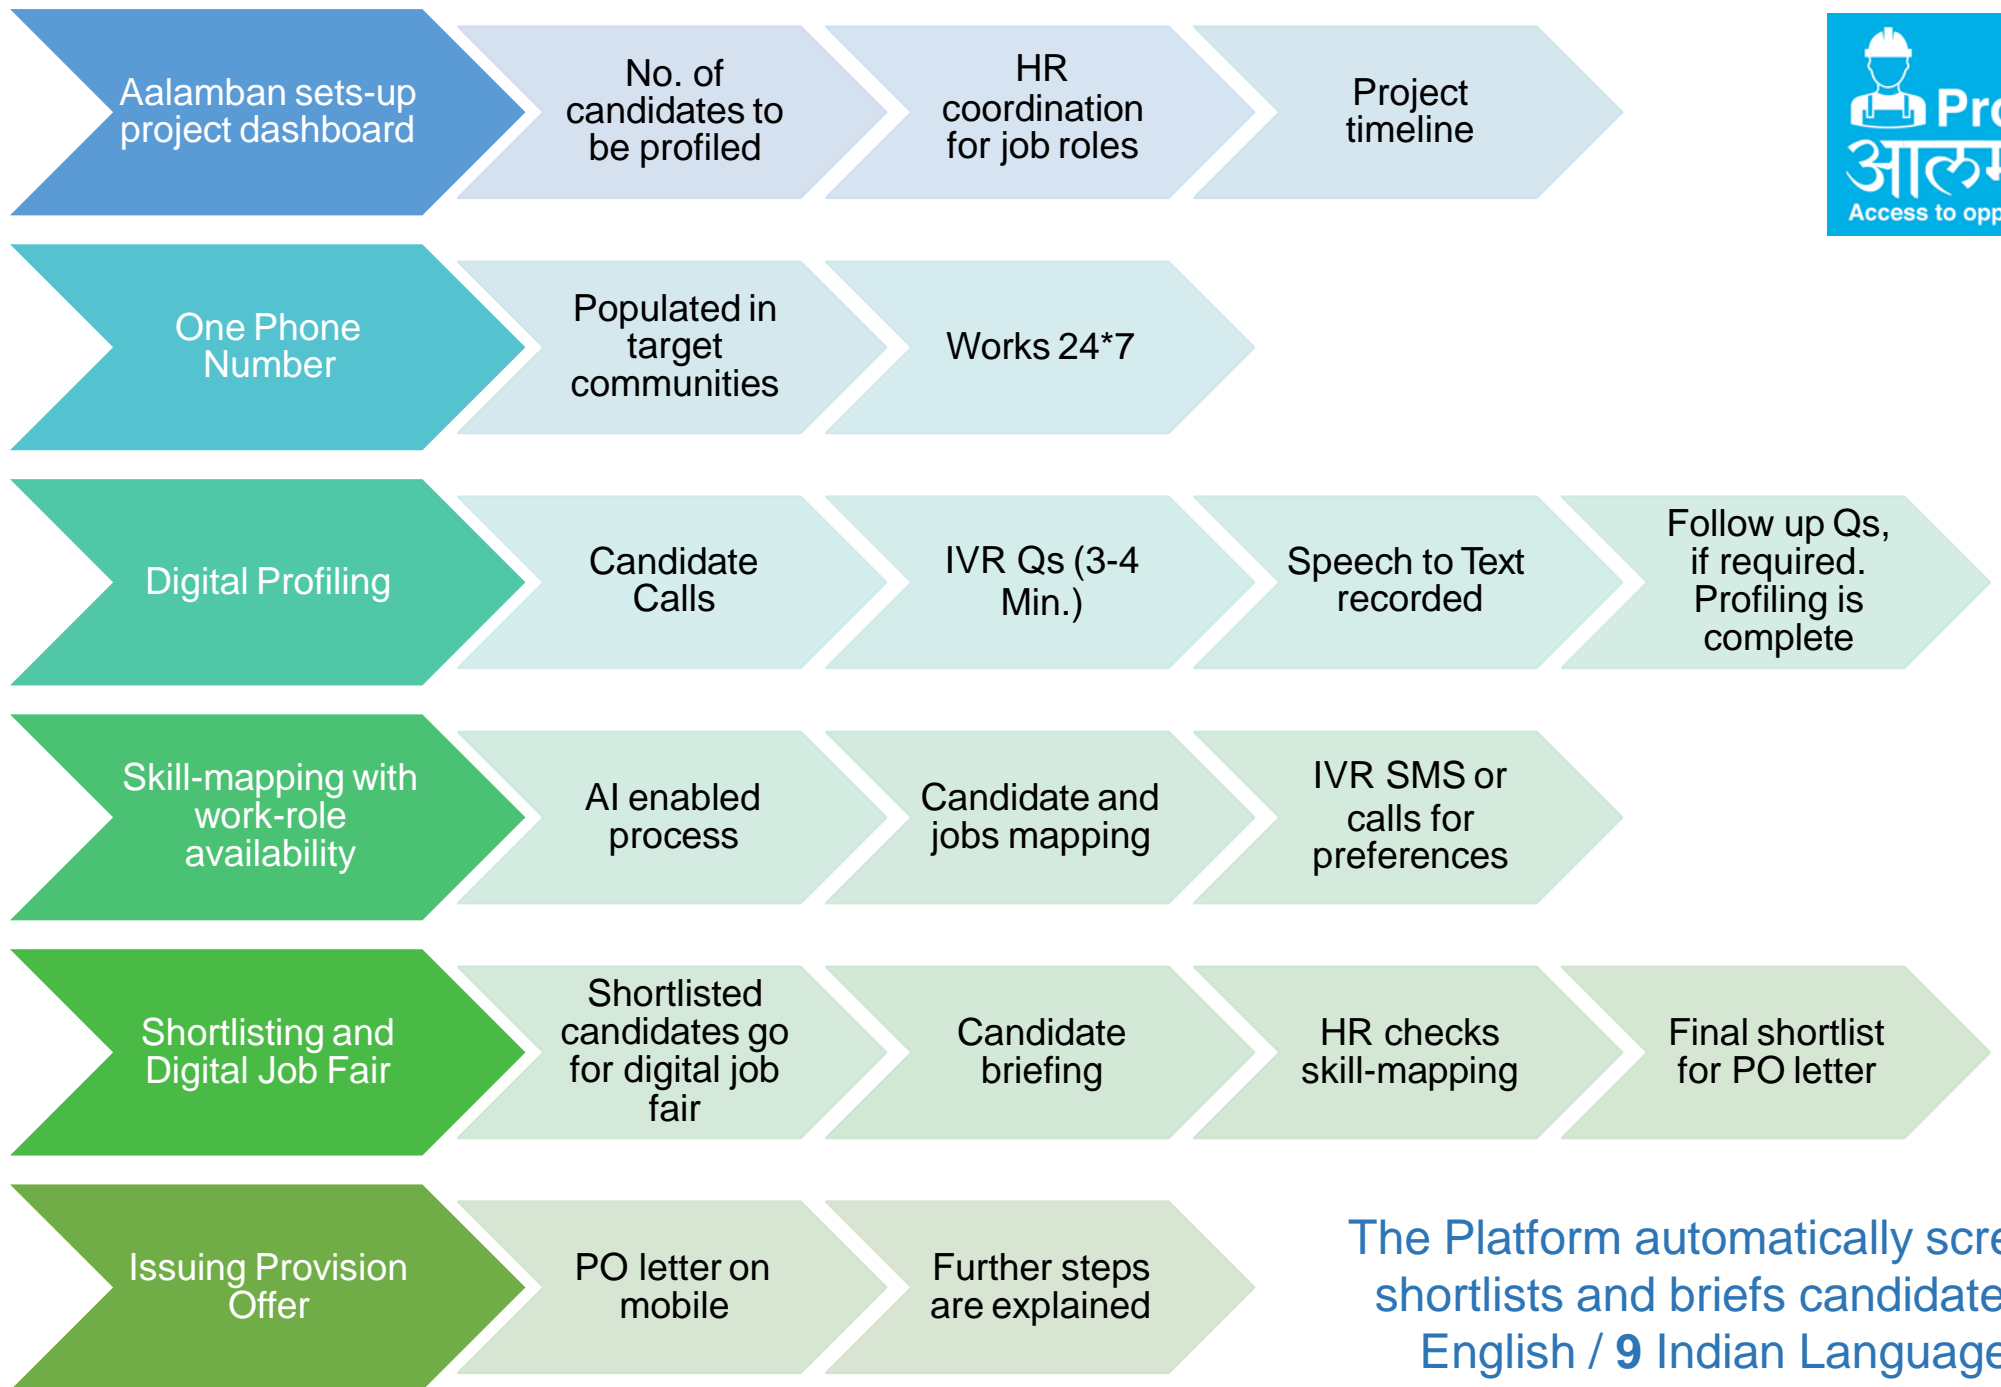 Aalamban sets-up
project dashboard
No. of
candidates to
be profiled
HR
coordination
for job roles
Project
timeline
Access to
One Phone
Number
Populated in
target
communities
Works 24*7
Digital Profiling
Candidate
Calls
IVR Qs (3-4
Min.)
Speech to Text
recorded
Follow up Qs,
if required.
Profiling is
complete
Skill-mapping with
work-role
availability
AI enabled
process
Candidate and
jobs mapping
IVR SMS or
calls for
preferences
Shortlisting and
Digital Job Fair
Shortlisted
candidates go
for digital job
fair
Candidate
briefing
HR checks
skill-mapping
Final shortlist
for PO letter
Issuing Provision
Offer
PO letter on
mobile
Further steps
are explained
The Platform automatically
shortlists and briefs
English / 9 Indian